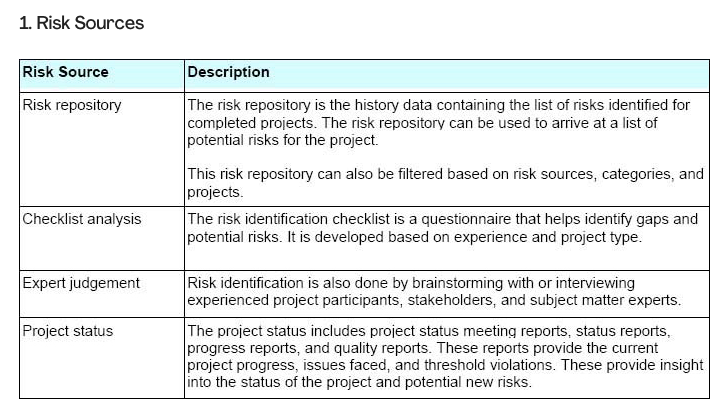 1. Risk Sources
Risk Source
Description
Risk repository
The risk repository is the history data containing the list of risks identified for
completed projects. The risk repository can be used to arrive at a list of
potential risks for the project.
This risk repository can also be filtered based on risk sources, categories, and
projects.
Checklist analysis
The risk identification checklist is a questionnaire that helps identify gaps and
potential risks. It is developed based on experience and project type.
Expert judgement
Risk identification is also done by brainstorming with or interviewing
experienced project participants, stakeholders, and subject matter experts.
Project status
The project status includes project status meeting reports, status reports,
progress reports, and quality reports. These reports provide the current
project progress, issues faced, and threshold violations. These provide insight
into the status of the project and potential new risks.